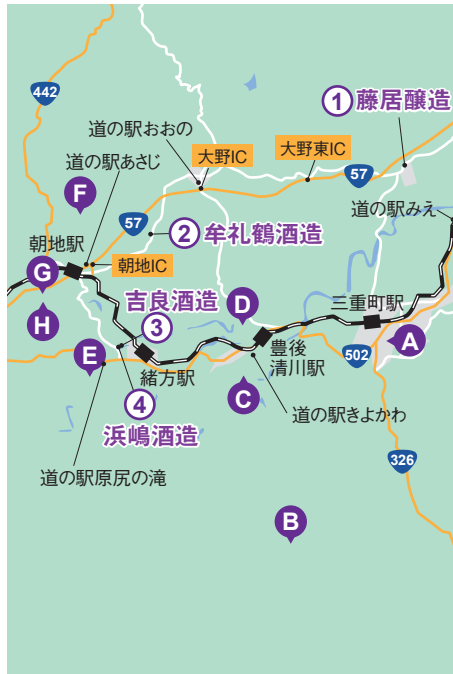 442
①藤居醸造
道の駅おおの
大野IC
大野東IC
道の駅あさじ
57
F
道の駅みえ
57
②牟礼鶴酒造
朝地駅
朝地IC
G
吉良酒造
D
三重町駅
H
③
A
豊後
清川駅
502
E
緒方駅
C
④
道の駅きよかわ
浜嶋酒造
326
道の駅原尻の滝
B